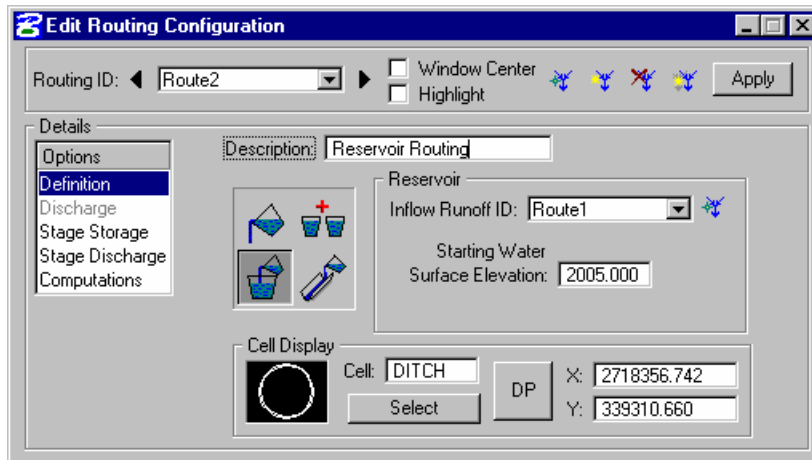 Edit Routing Configuration
Routing ID: Route2 Window Center Apply
Highlight
Details
Options Description: Reservoir Routing
Definition Reservoir
Discharge Inflow Runoff ID: Route1
Stage Storage
Stage Discharge Starting Water
Computations Surface Elevation: 2005.000
Cell Display
Cell: DITCH DP X: 2718356.742
Select Y: 339310.660